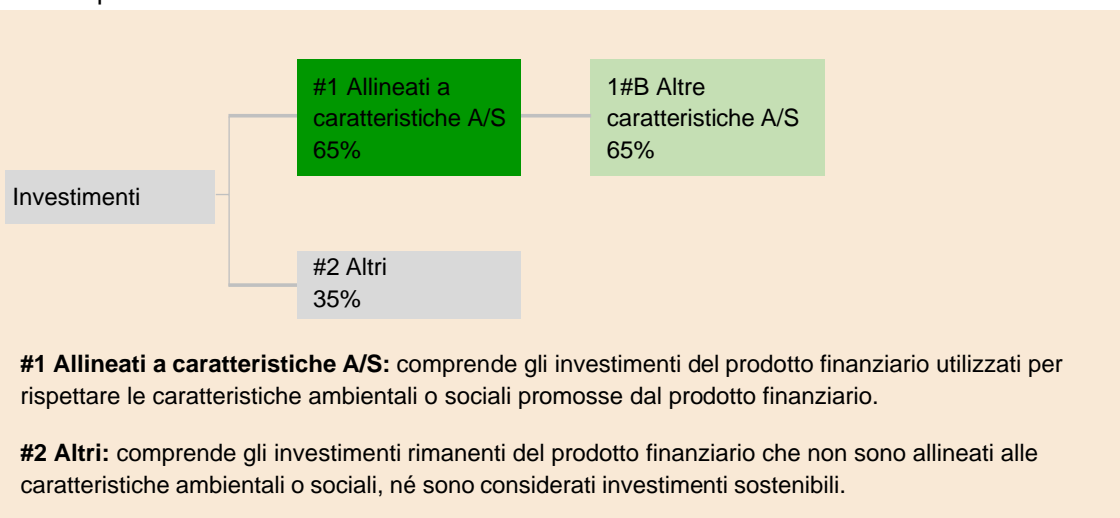 #1 Allineati a
caratteristiche A/S
65%
1#B Altre
caratteristiche A/S
65%
Investimenti
#2 Altri
35%
#1 Allineati a caratteristiche A/S: comprende gli investimenti del prodotto finanziario utilizzati per
rispettare le caratteristiche ambientali o sociali promosse dal prodotto finanziario.
#2 Altri: comprende gli investimenti rimanenti del prodotto finanziario che non sono allineati alle
caratteristiche ambientali o sociali, né sono considerati investimenti sostenibili.